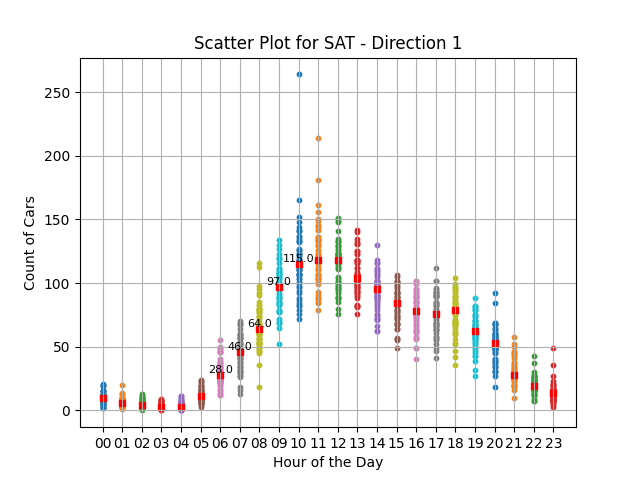 Scatter Plot for SAT - Direction 1
Count of Cars
250
200
150
100
50
0
115.0
97.0
64.0
46.0
28.0
00 01 02 03 04 05 06 07 08 09 10 11 12 13 14 15 16 17 18 19 20 21 22 23
Hour of the Day